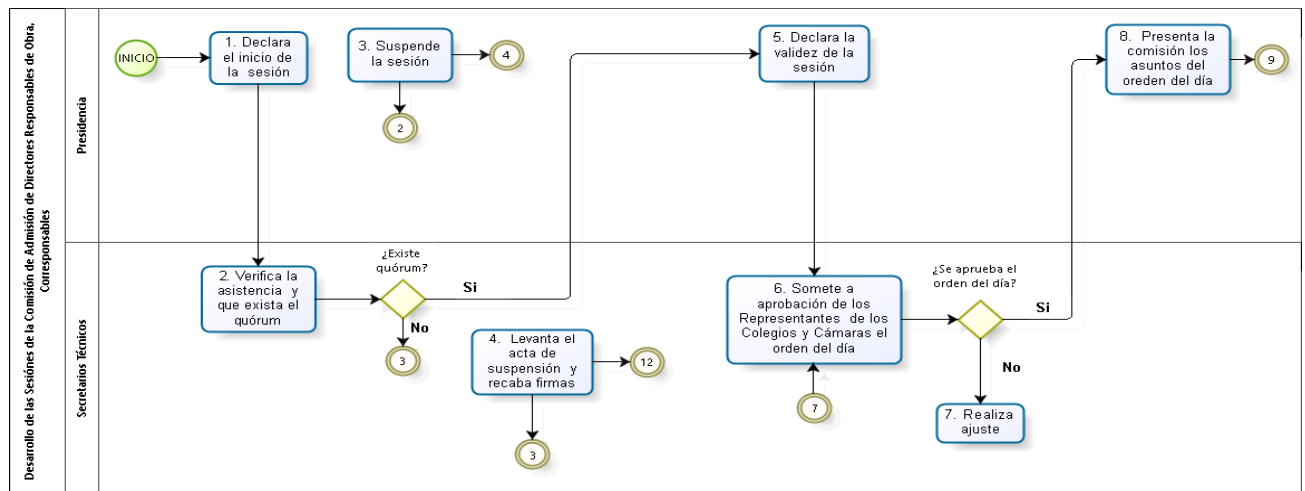 Desarrollo de las Sesiónes de la Comisión de Admisión de Directores Responsables de Obra,
Corresponsables
Presidencia
INICIO
1. Declara
el inicio de
la sesión
3. Suspende
la sesión
4
2
5. Declara la
validez de la
sesión
8. Presenta la
comisión los
asuntos del
oreden del día
9
Secretarios Técnicos
2. Verifica la
asistencia y
que exista el
quórum
¿Existe
quórum?
Si
No
3
4. Levanta el
acta de
suspensión y
recaba firmas
12
3
6. Somete a
aprobación de los
Representantes de los
Colegios y Cámaras el
orden del día
7
¿Se aprueba el
orden del día?
Si
No
7. Realiza
ajuste